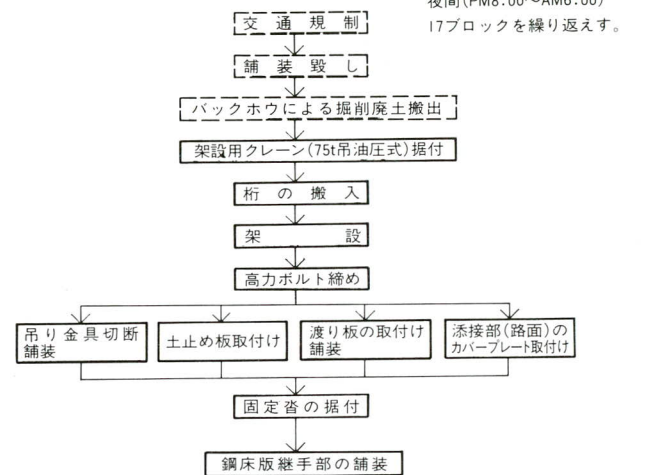 夜間(PM8:00~AM6:00)
17ブロックを繰り返えす。
交通規制
舗装毀し
バックホウによる掘削廃土搬出
架設用クレーン(75t吊油圧式)据付
桁の搬入
架設
高力ボルト締め
吊り金具切断
舗装
土止め板取付け
渡り板の取付け
舗装
添接部(路面)の
カバープレート取付け
固定沓の据付
鋼床版継手部の舗装